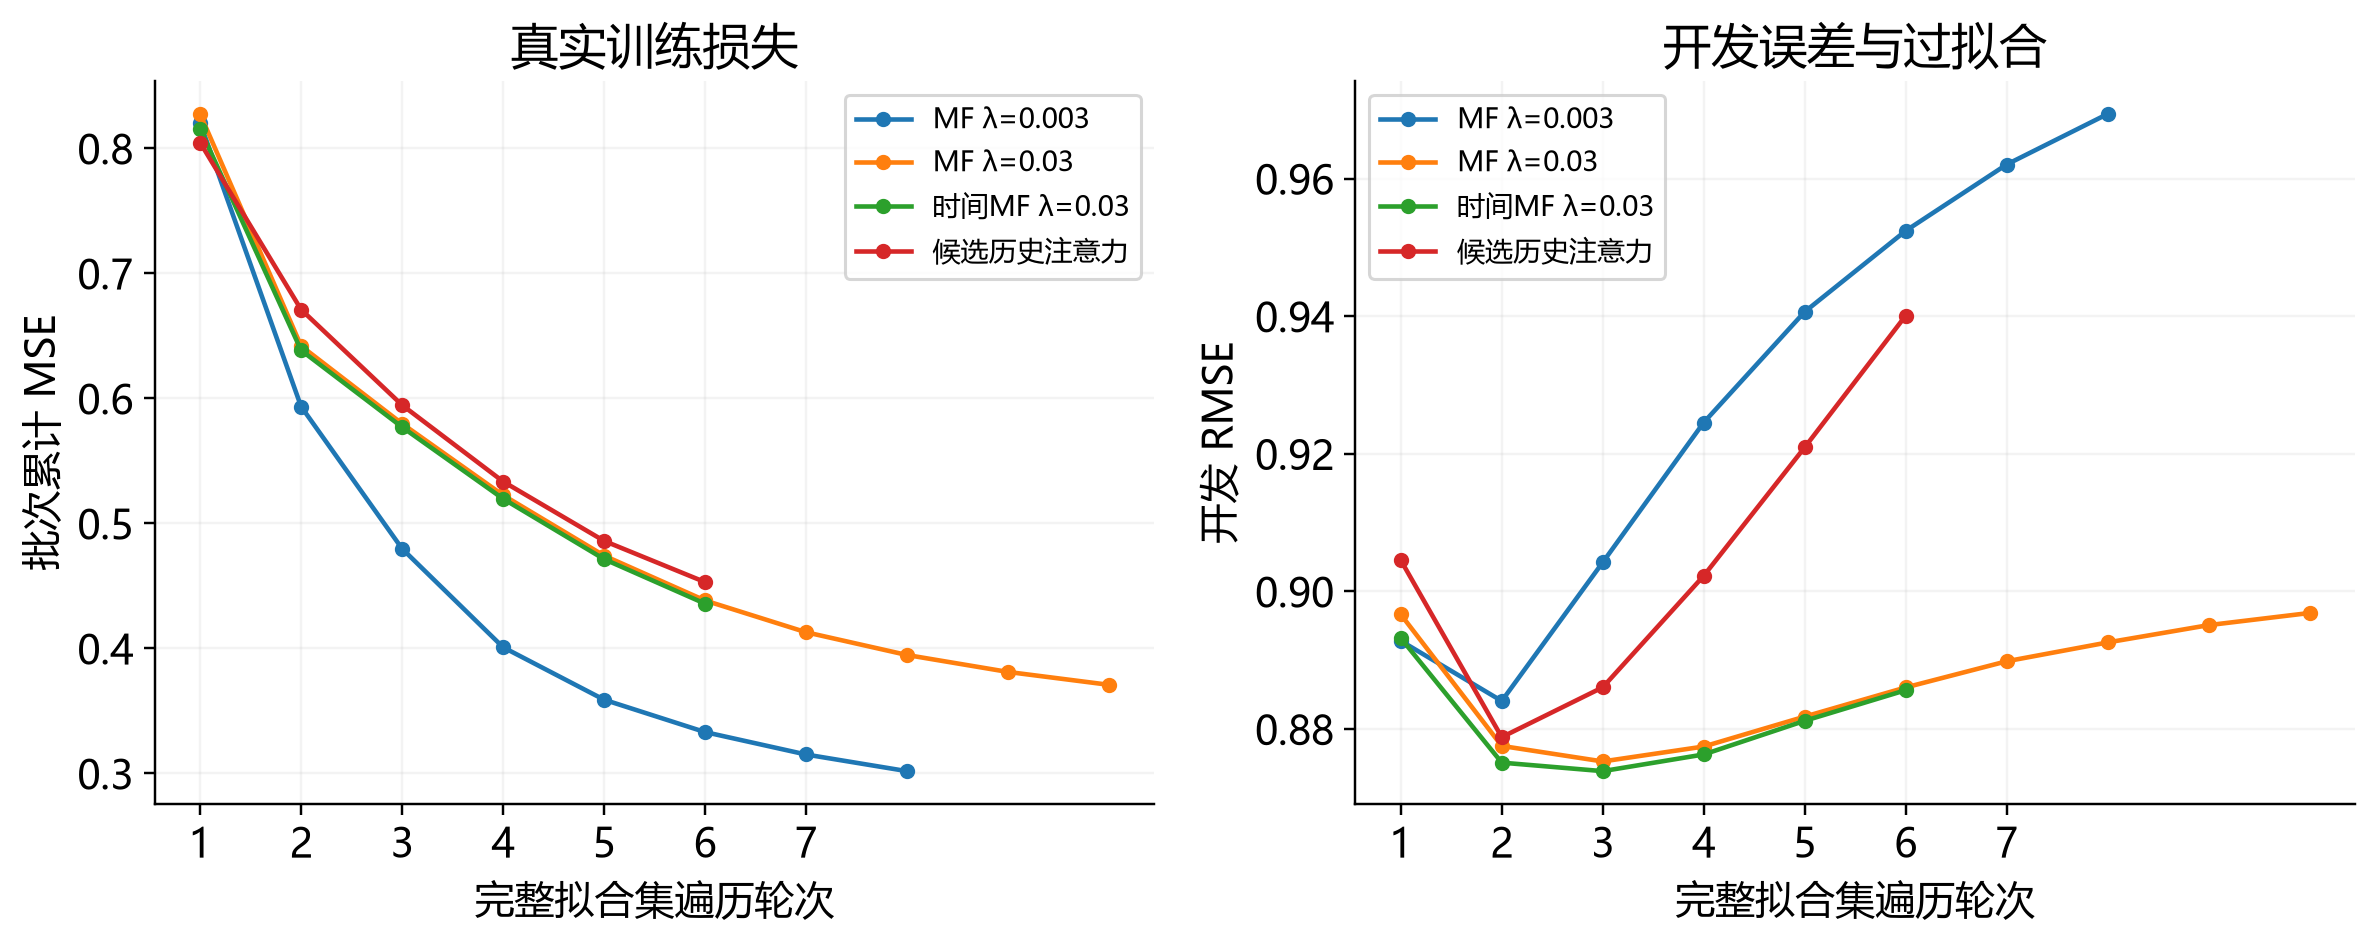 真实训练损失
批次累计 MSE
0.8
0.7
0.6
0.5
0.4
0.3
MF λ=0.003
MF λ=0.03
时间MF λ=0.03
候选历史注意力
1 2 3 4 5 6 7
完整拟合集遍历轮次
开发误差与过拟合
开发 RMSE
0.96
0.94
0.92
0.90
0.88
MF λ=0.003
MF λ=0.03
时间MF λ=0.03
候选历史注意力
1 2 3 4 5 6 7
完整拟合集遍历轮次